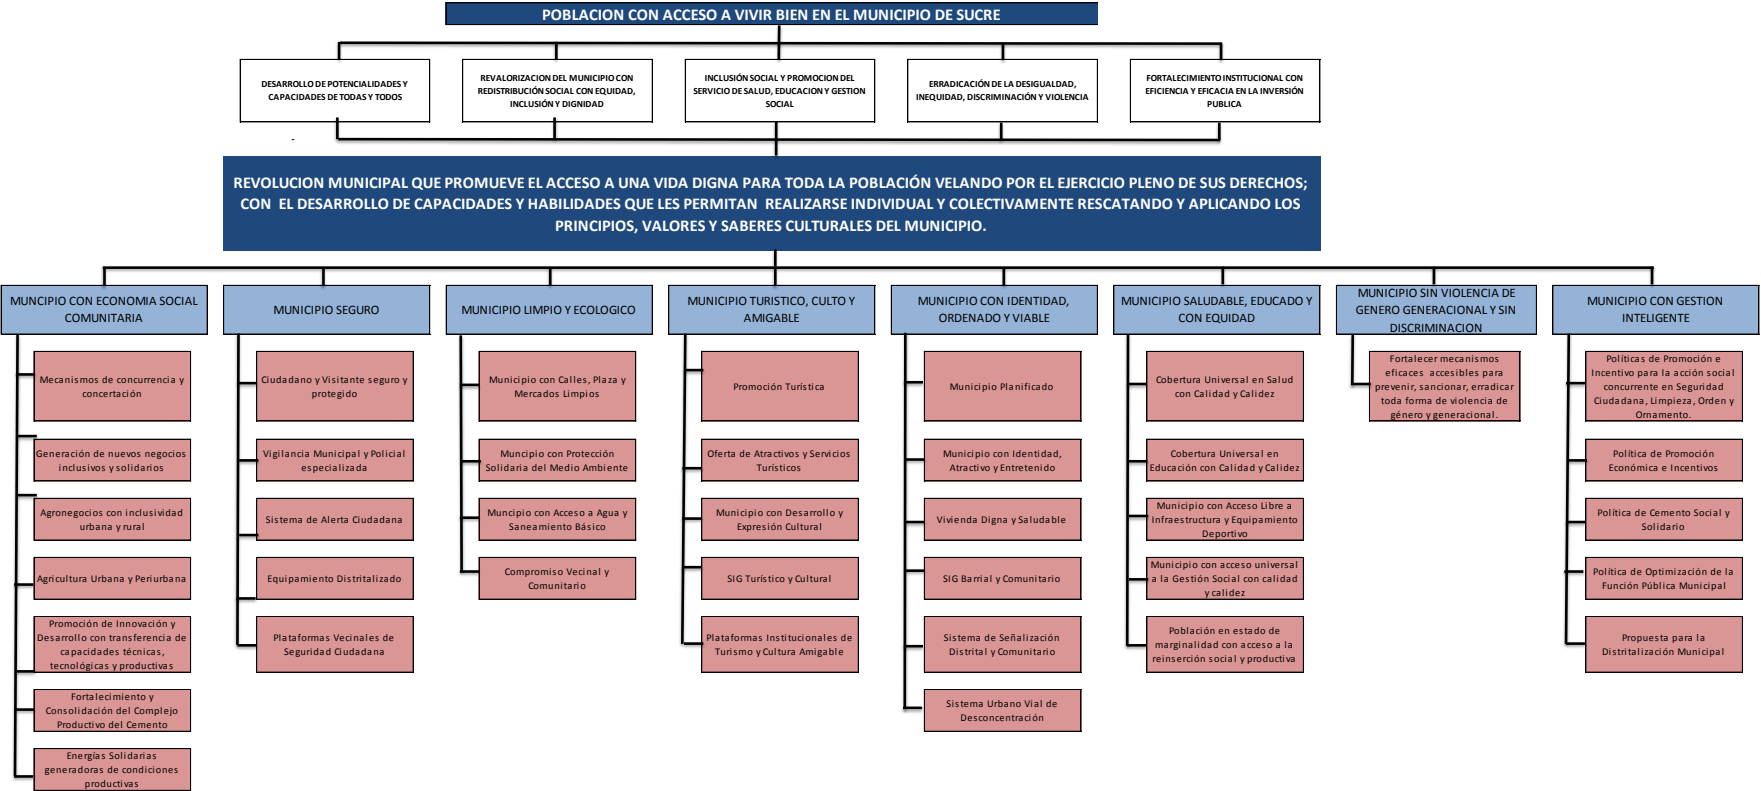 POBLACION CON ACCESO A VIVIR BIEN EN EL MUNICIPIO DE SUCRE
DESARROLLO DE POTENCIALIDADES Y
CAPACIDADES DE TODAS Y TODOS
REVALORIZACION DEL MUNICIPIO CON
REDISTRIBUCIÓN SOCIAL CON EQUIDAD,
INCLUSIÓN Y DIGNIDAD
INCLUSIÓN SOCIAL Y PROMOCION DEL
SERVICIO DE SALUD, EDUCACION Y GESTION
SOCIAL
ERRADICACIÓN DE LA DESIGUALDAD,
INEQUIDAD, DISCRIMINACIÓN Y VIOLENCIA
FORTALECIMIENTO INSTITUCIONAL CON
EFICIENCIA Y EFICACIA EN LA INVERSIÓN
PUBLICA
-
REVOLUCION MUNICIPAL QUE PROMUEVE EL ACCESO A UNA VIDA DIGNA PARA TODA LA POBLACIÓN VELANDO POR EL EJERCICIO PLENO DE SUS DERECHOS;
CON EL DESARROLLO DE CAPACIDADES Y HABILIDADES QUE LES PERMITAN REALIZARSE INDIVIDUAL Y COLECTIVAMENTE RESCATANDO Y APLICANDO LOS
PRINCIPIOS, VALORES Y SABERES CULTURALES DEL MUNICIPIO.
MUNCIPIO CON ECONOMIA SOCIAL
COMUNITARIA
Mecanismos de concurrencia y
concertación
Generación de nuevos negocios
inclusivos y solidarios
Agronegocios con inclusividad
urbana y rural
Agricultura Urbana y Periurbana
Promoción de Innovación y
Desarrollo con transferencia de
capacidades técnicas,
tecnológicas y productivas
Fortalecimiento y
Consolidación del Complejo
Productivo del Cemento
Energías Solidarias
generadoras de condiciones
productivas
MUNICIPIO SEGURO
Ciudadano y Visitante seguro y
protegido
Vigilancia Municipal y Policial
especializada
Sistema de Alerta Ciudadana
Equipamiento Distritalizado
Plataformas Vecinales de
Seguridad Ciudadana
MUNICIPIO LIMPIO Y ECOLOGICO
Municipio con Calles, Plaza y
Mercados Limpios
Muncipio con Protección
Solidaria del Medio Ambiente
Muncipio con Acceso a Agua y
Saneamiento Básico
Compromiso Vecinal y
Comunitario
MUNICIPIO TURISTICO, CULTO Y
AMIGABLE
Promoción Turística
Oferta de Atractivos y Servicios
Turísticos
Municipio con Desarrollo y
Expresión Cultural
SIG Turístico y Cultural
Plataformas Institucionales de
Turismo y Cultura Amigable
MUNICIPIO CON IDENTIDAD,
ORDENADO Y VIABLE
Municipio Planificado
Municipio con Identidad,
Atractivo y Entretenido
Vivienda Digna y Saludable
SIG Barrial y Comunitario
Sistema de Señalización
Distrital y Comunitario
Sistema Urbano Vial de
Desconcentración
MUNICIPIO SALUDABLE, EDUCADO Y
CON EQUIDAD
Cobertura Universal en Salud
con Calidad y Calidez
Cobertura Universal en
Educación con Calidad y Calidez
Municipio con Acceso Libre a
Infraestructura y Equipamiento
Deportivo
Municipio con acceso universal
a la Gestión Social con calidad
y calidez
Población en estado de
marginalidad con acceso a la
reinserción social y productiva
MUNICIPIO SIN VIOLENCIA DE
GENERO GENERACIONAL Y SIN
DISCRIMINACION
Fortalecer mecanismos
eficaces accesibles para
prevenir, sancionar, erradicar
toda forma de violencia de
género y generacional.
MUNICIPIO CON GESTION
INTELIGENTE
Políticas de Promoción e
Incentivo para la acción social
concurrente en Seguridad
Ciudadana, Limpieza, Orden y
Ornamento.
Política de Promoción
Económica e Incentivos
Política de Cemento Social y
Solidario
Política de Optimización de la
Función Pública Municipal
Propuesta para la
Distritalización Municipal